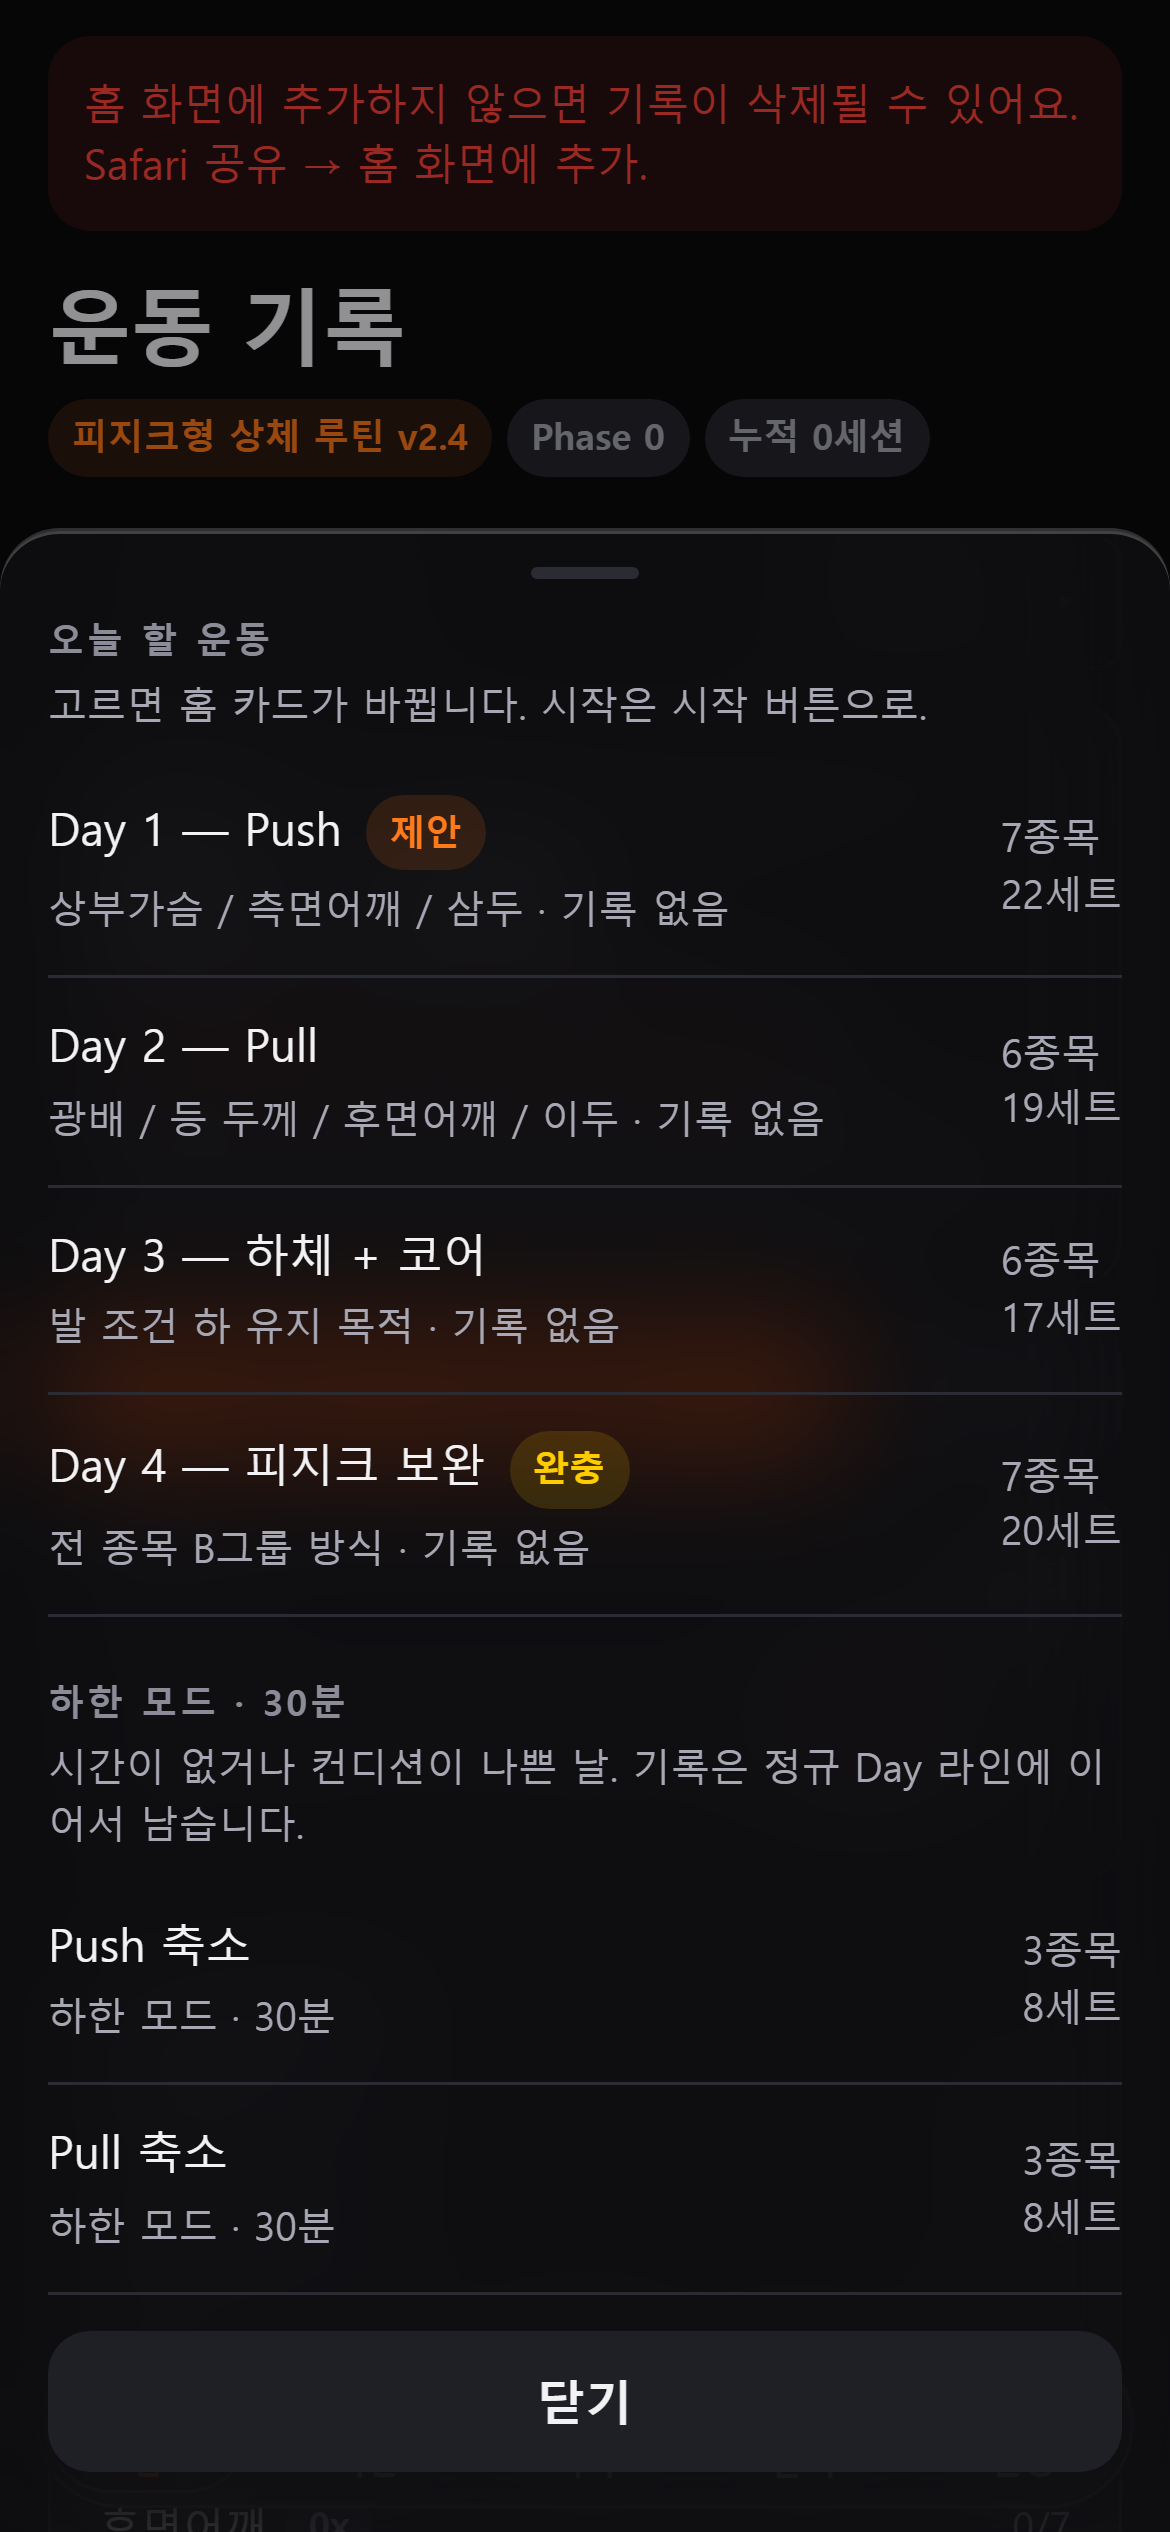 홈 화면에 추가하지 않으면 기록이 삭제될 수 있어요.
Safari 공유 → 홈 화면에 추가.
운동 기록
피지크형 상체 루틴 v2.4
Phase 0
누적 0세션
오늘 할 운동
고르면 홈 카드가 바뀝니다. 시작은 시작 버튼으로.
Day 1 — Push 제안
7종목
상부가슴 / 측면어깨 / 삼두 · 기록 없음
22세트
Day 2 — Pull
6종목
광배 / 등 두께 / 후면어깨 / 이두 · 기록 없음
19세트
Day 3 — 하체 + 코어
6종목
발 조건 하 유지 목적 · 기록 없음
17세트
Day 4 — 피지크 보완 완충
7종목
전 종목 B그룹 방식 · 기록 없음
20세트
하한 모드 · 30분
시간이 없거나 컨디션이 나쁜 날. 기록은 정규 Day 라인에 이
어서 남습니다.
Push 축소
3종목
하한 모드 · 30분
8세트
Pull 축소
3종목
하한 모드 · 30분
8세트
닫기
후면어깨 0x 0/7